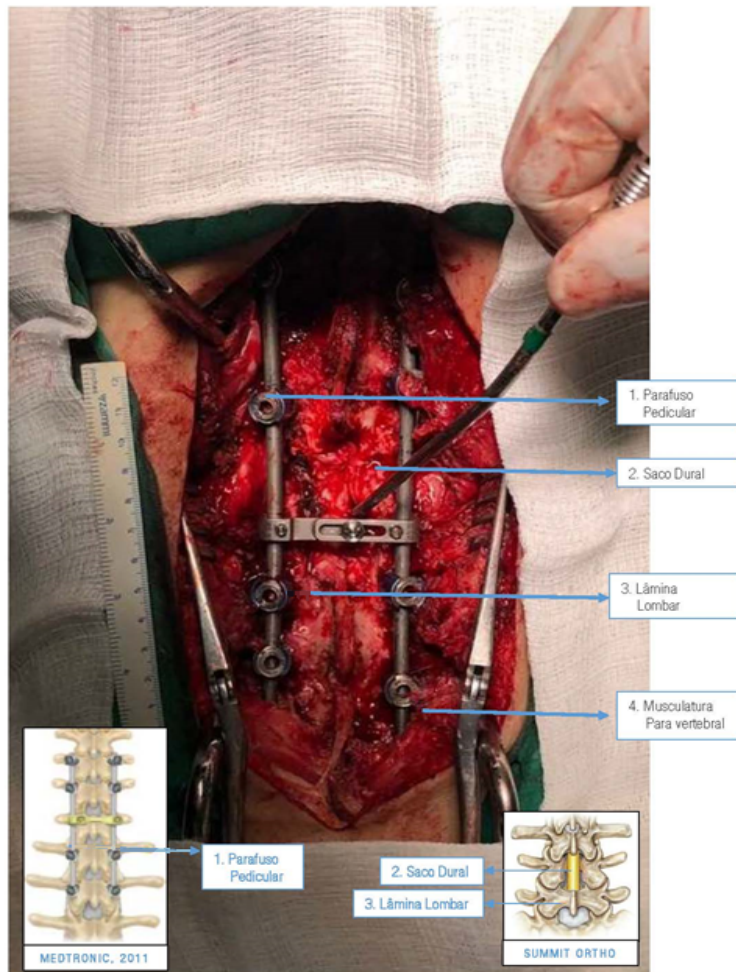 1. Parafuso
Pedicular
2. Saco Dural
3. Lâmina
Lombar
4. Musculatura
Para vertebral
1. Parafuso
Pedicular
2. Saco Dural
3. Lâmina Lombar
MEDTRONIC, 2011
SUMMIT ORTHO